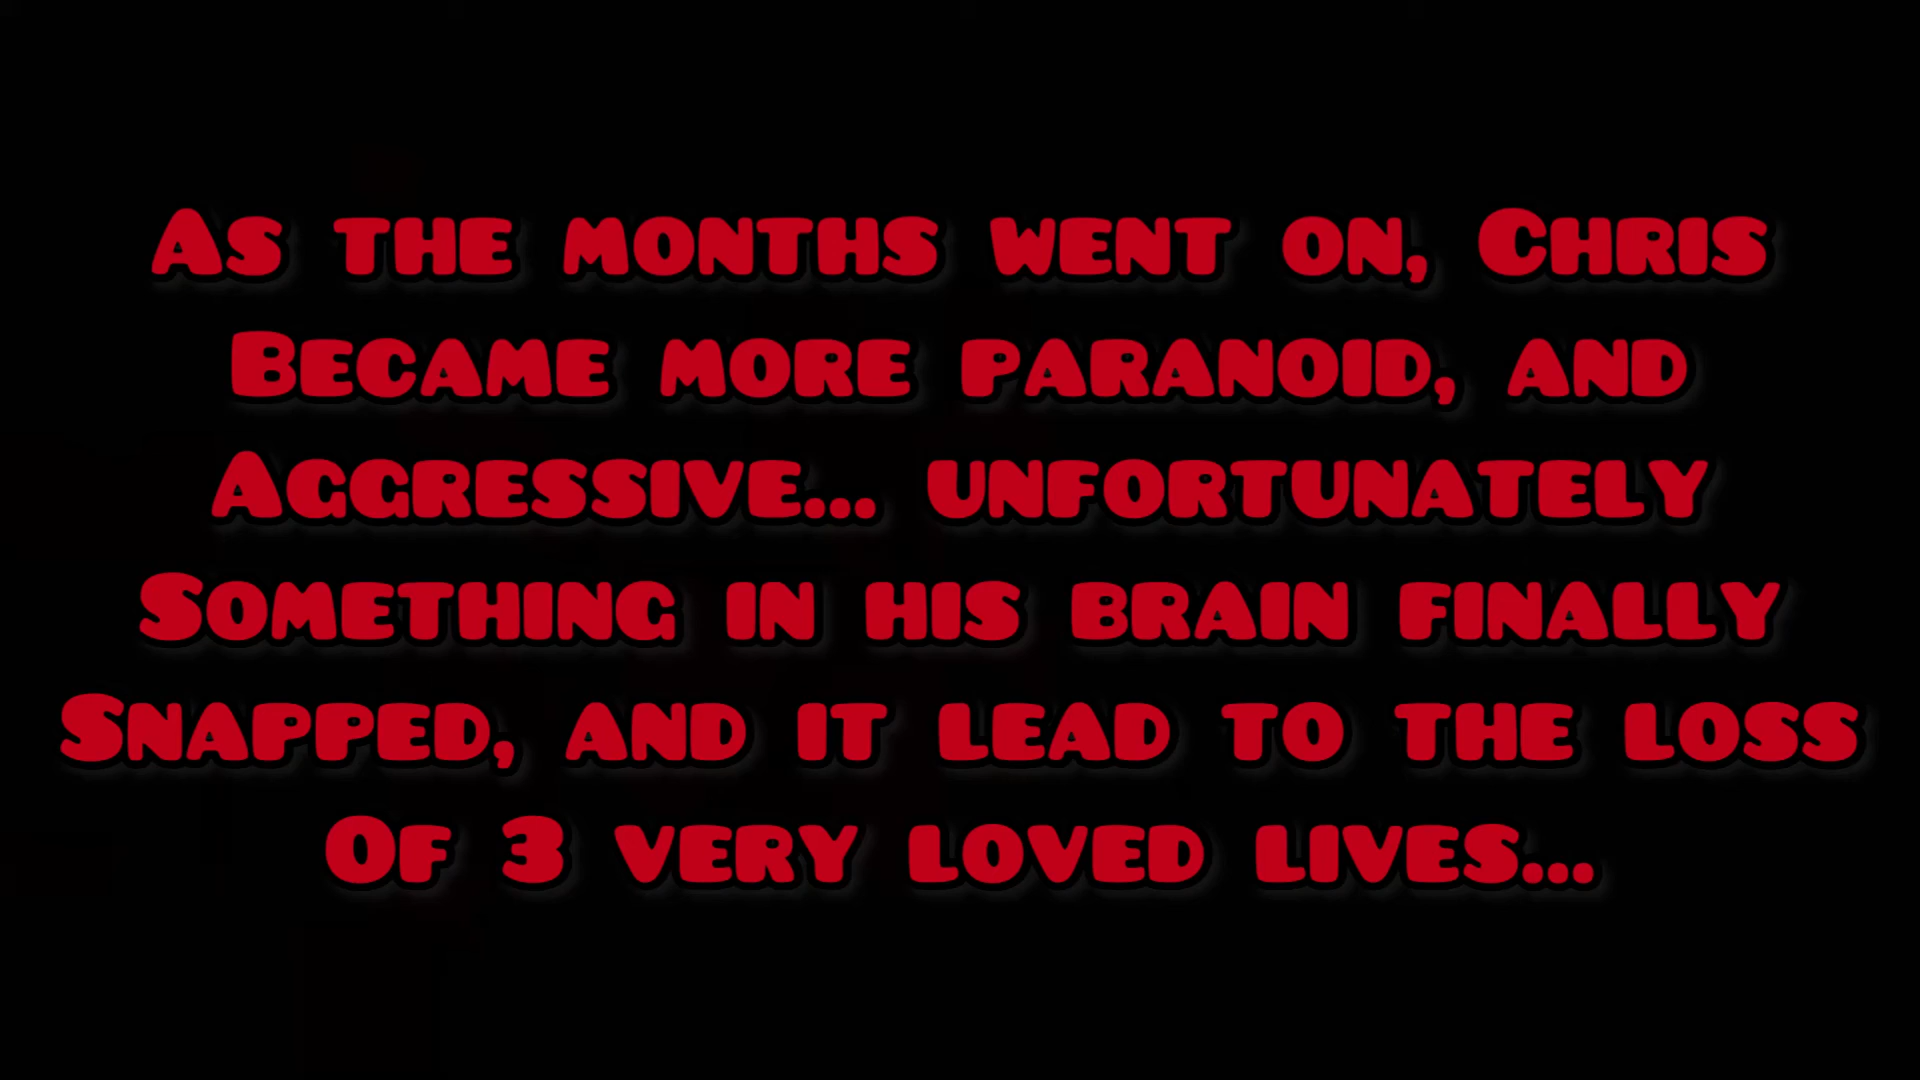 As the months went on, Chris
Became more paranoid, and
Aggressive... unfortunately
Something in his brain finally
Snapped, and it lead to the loss
Of 3 very loved lives...